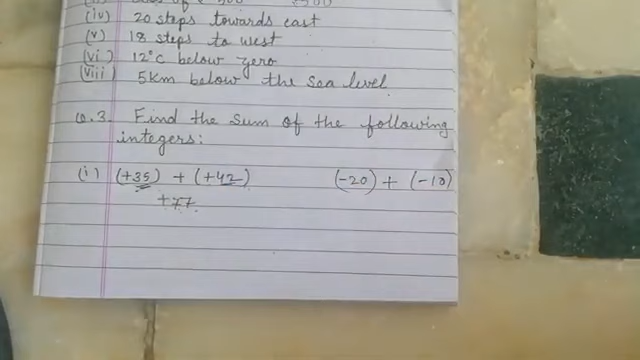 (iv) 20 steps towards east
(v) 18 steps to west
(vi) 12°c below zero
(viii) 5km below the sea level
Q.3. Find the sum of the following
integers:
(i) (+35) + (+42) (-20) + (-10)
+77